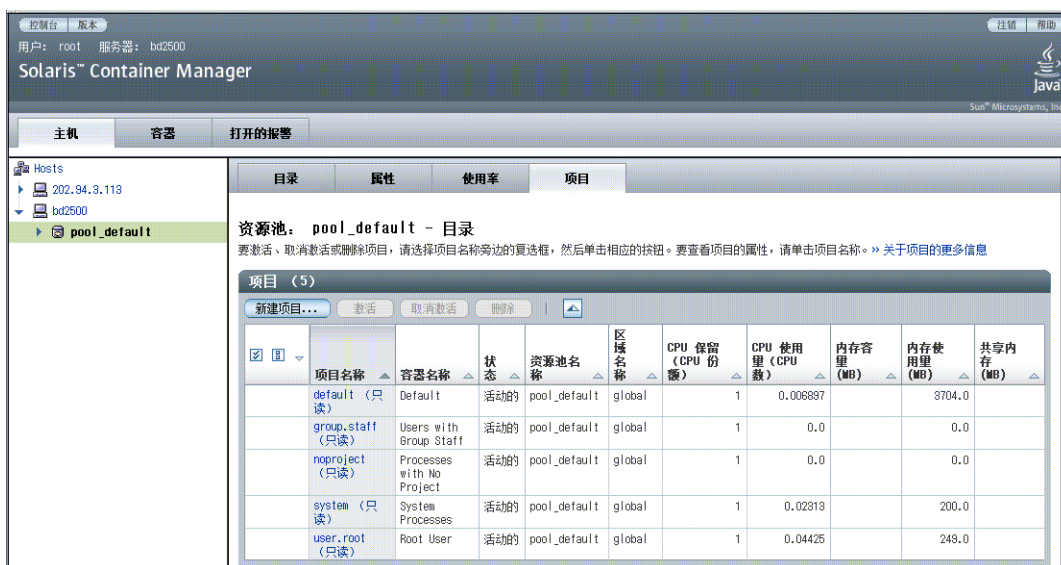 控制台 版本 注销 帮助
用户: root 服务器: bd2500
Solaris™ Container Manager
Java
Sun™ Microsystems, Inc
主机 容器 打开的报警
Hosts
202.94.3.113
bd2500
pool_default
目录 属性 使用率 项目
资源池: pool_default - 目录
要激活、取消激活或删除项目，请选择项目名称旁边的复选框，然后单击相应的按钮。要查看项目的属性，请单击项目名称。 » 关于项目的更多信息
项目 (5)
新建项目... 激活 取消激活 删除
项目名称 容器名称 状态 资源池名称 区域名称 CPU 保留 (CPU 份额) CPU 使用量 (CPU 数) 内存容量 (MB) 内存使用量 (MB) 共享内存 (MB)
default (只读) Default 活动的 pool_default global 1 0.006897 3704.0
group.staff (只读) Users with Group Staff 活动的 pool_default global 1 0.0 0.0
noproject (只读) Processes with No Project 活动的 pool_default global 1 0.0 0.0
system (只读) System Processes 活动的 pool_default global 1 0.02313 200.0
user.root (只读) Root User 活动的 pool_default global 1 0.04425 249.0